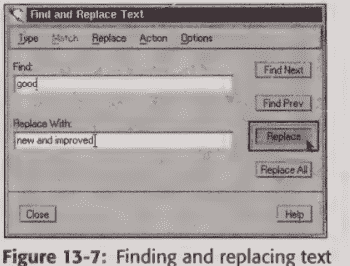 Find and Replace Text
Type Match Replace Action Options
Find:
good
Find Next
Find Prev
Replace With:
new and improved
Replace
Replace All
Close
Help
Figure 13-7: Finding and replacing text